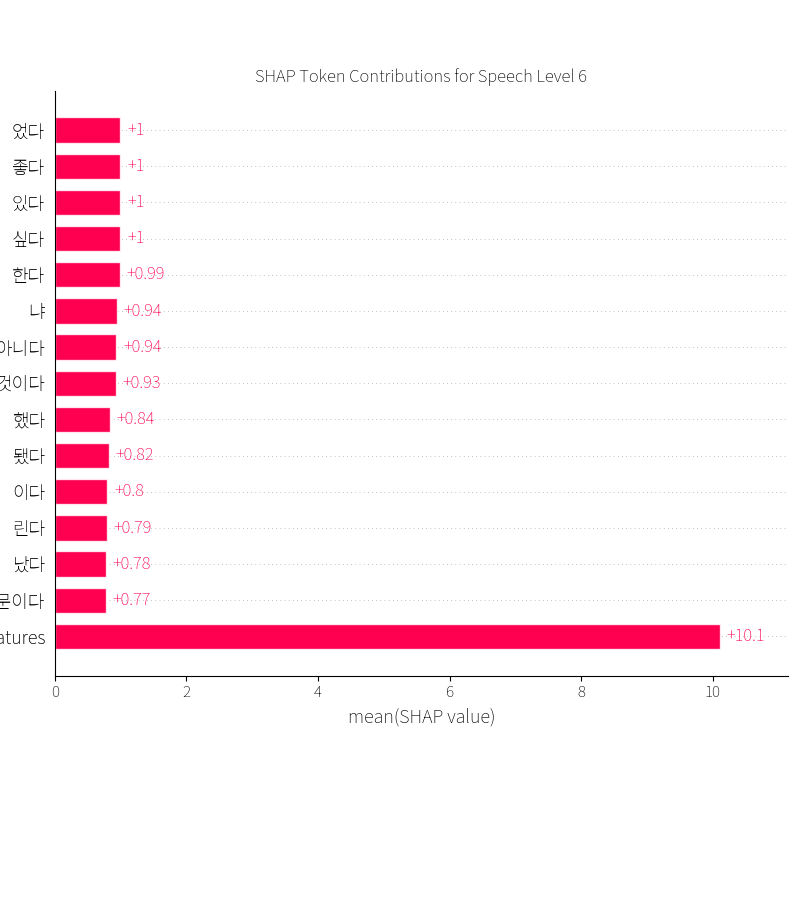 SHAP Token Contributions for Speech Level 6
었다 +1
좋다 +1
있다 +1
싶다 +1
한다 +0.99
냐 +0.94
아니다 +0.94
것이다 +0.93
했다 +0.84
됐다 +0.82
이다 +0.8
린다 +0.79
났다 +0.78
문이다 +0.77
atures +10.1
0 2 4 6 8 10
mean(SHAP value)